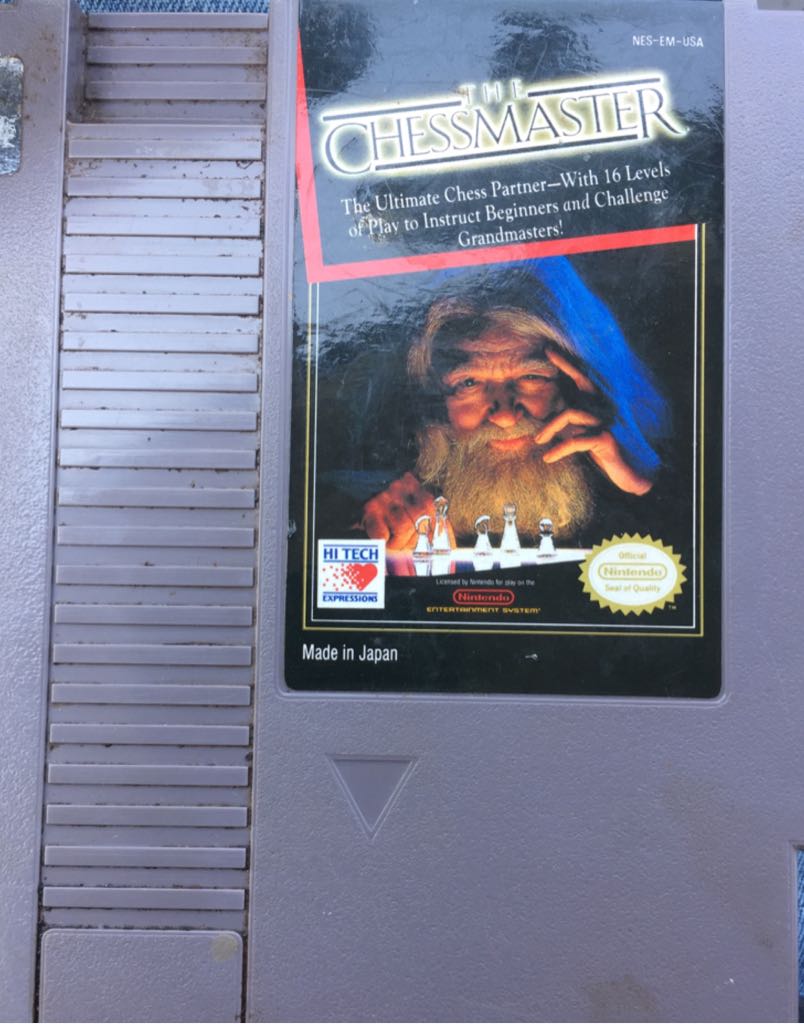 NES-EM-USA
THE
CHESSMASTER
The Ultimate Chess Partner—With 16 Levels
of Play to Instruct Beginners and Challenge
Grandmasters!
HI TECH
EXPRESSIONS
Licensed by Nintendo for play on the
Nintendo
ENTERTAINMENT SYSTEM®
Official
Nintendo
Seal of Quality
TM
Made in Japan